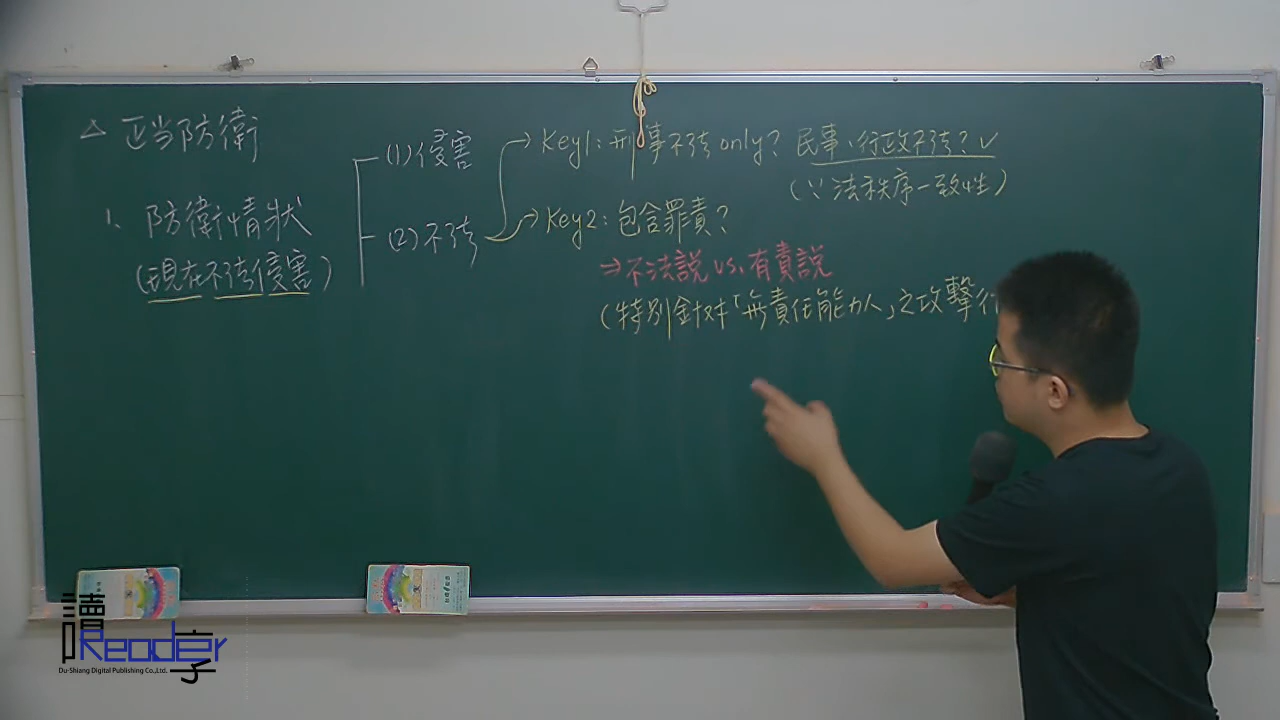 △ 正当防衛
1. 防衛情狀
(現在不法侵害)
(1) 侵害
(2) 不法
Key1: 刑事不法 only? 民事、行政不法? ✓
(∵法秩序一致性)
Key2: 包含罪責?
⇒不法說 vs. 有責說
(特別針対「無責任能力人」之攻擊行
讀
Reader
Du-Shiang Digital Publishing Co.,Ltd.